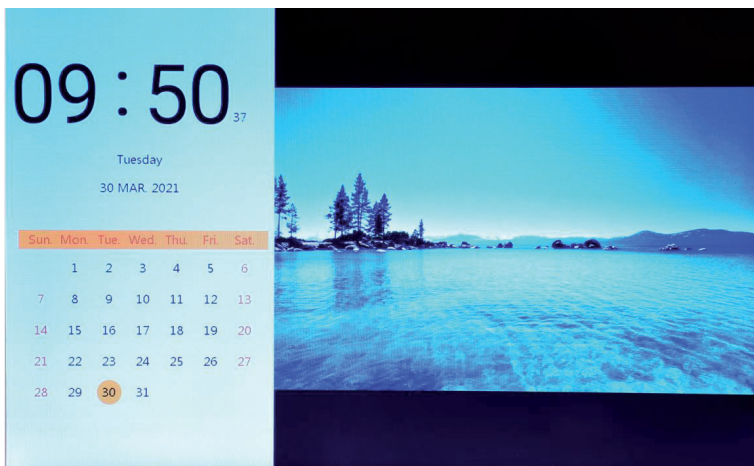 09:50 37
Tuesday
30 MAR. 2021
Sun. Mon. Tue. Wed. Thu. Fri. Sat.
1 2 3 4 5 6
7 8 9 10 11 12 13
14 15 16 17 18 19 20
21 22 23 24 25 26 27
28 29 30 31